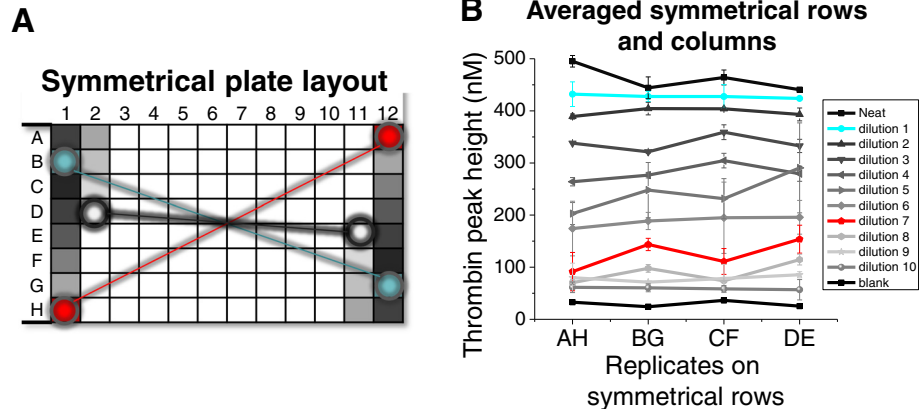 A
Symmetrical plate layout
1 2 3 4 5 6 7 8 9 10 11 12
A
B
C
D
E
F
G
H
B
Averaged symmetrical rows
and columns
Thrombin peak height (nM)
500
400
300
200
100
0
AH BG CF DE
Replicates on
symmetrical rows
Neat
dilution 1
dilution 2
dilution 3
dilution 4
dilution 5
dilution 6
dilution 7
dilution 8
dilution 9
dilution 10
blank